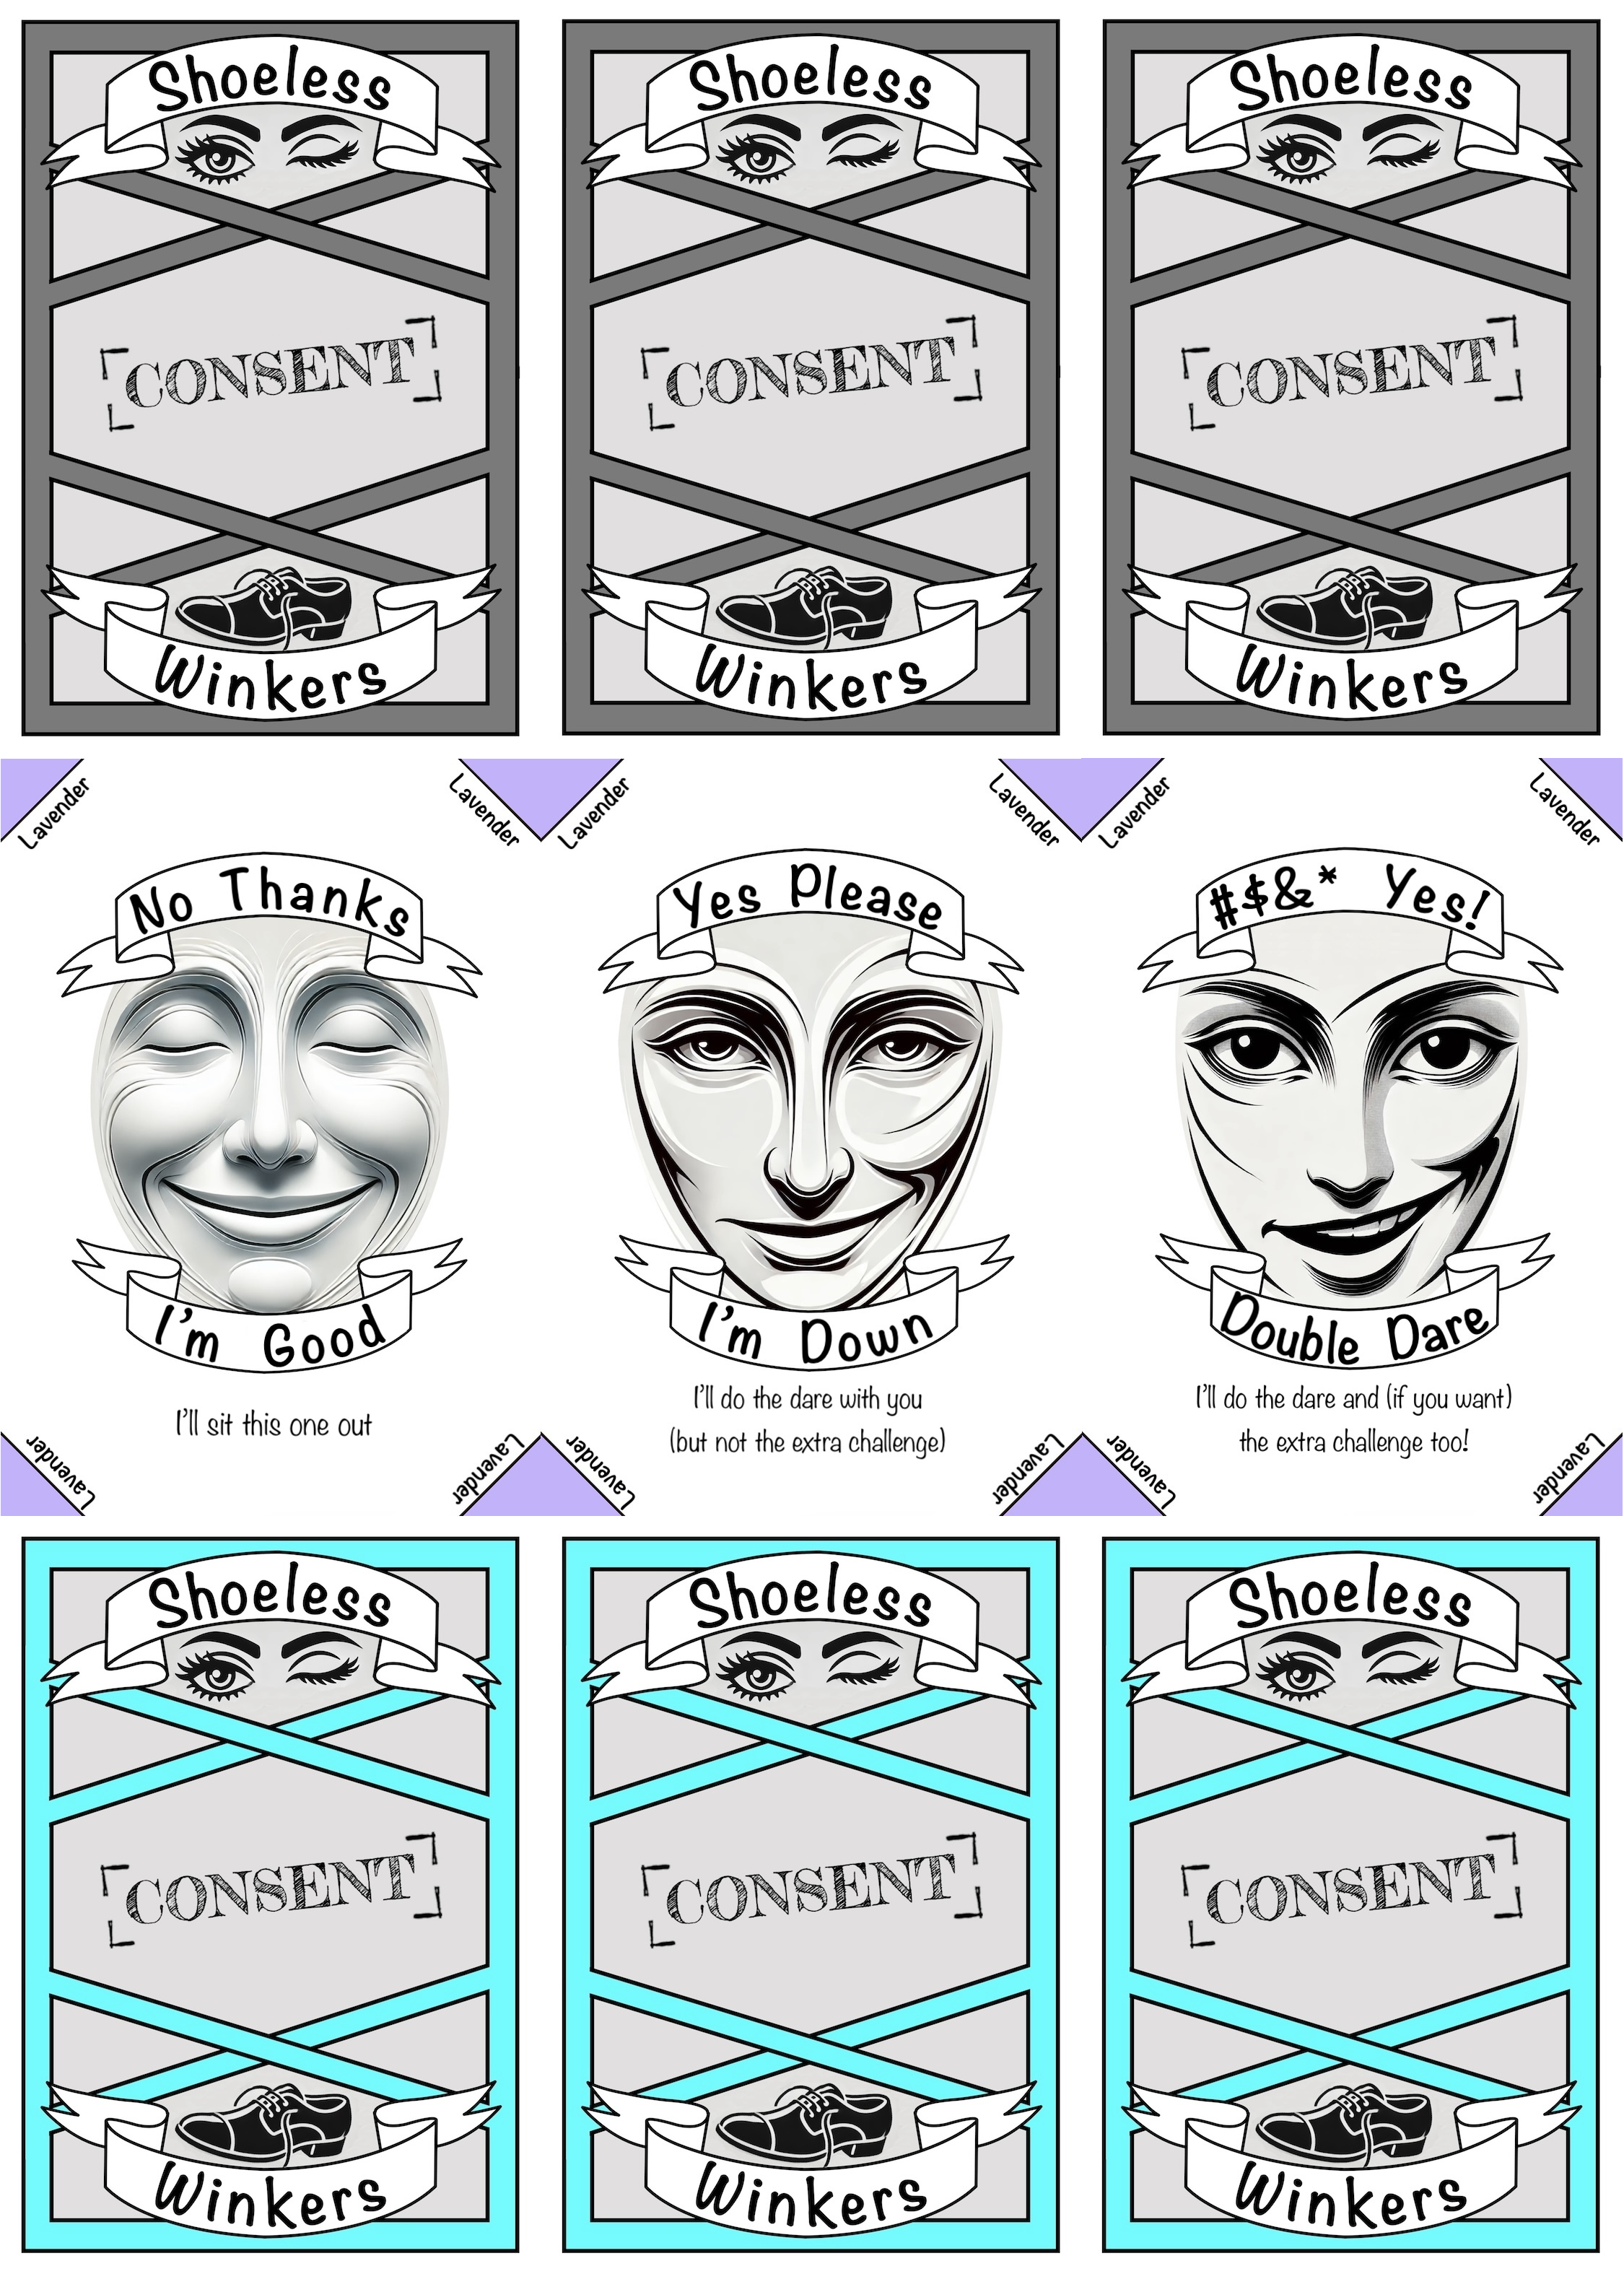 Shoeless
CONSENT
Winkers
Shoeless
CONSENT
Winkers
Shoeless
CONSENT
Winkers
Lavender
Lavender
No Thanks
I'm Good
I'll sit this one out
Lavender
Lavender
Lavender
Lavender
Yes Please
I'm Down
I'll do the dare with you
(but not the extra challenge)
Lavender
Lavender
Lavender
Lavender
#$&* Yes!
Double Dare
I'll do the dare and (if you want)
the extra challenge too!
Lavender
Lavender
Shoeless
CONSENT
Winkers
Shoeless
CONSENT
Winkers
Shoeless
CONSENT
Winkers